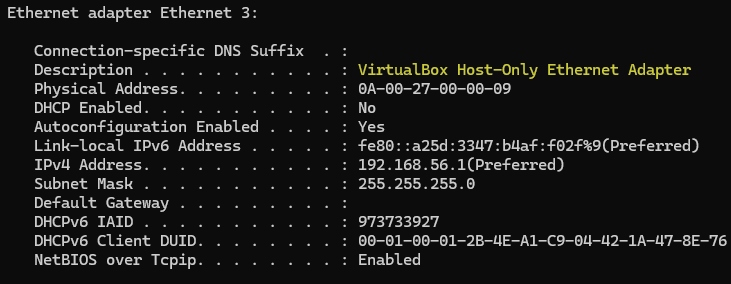 Ethernet adapter Ethernet 3:
Connection-specific DNS Suffix  . :
Description . . . . . . . . . . . : VirtualBox Host-Only Ethernet Adapter
Physical Address. . . . . . . . . : 0A-00-27-00-00-09
DHCP Enabled. . . . . . . . . . . : No
Autoconfiguration Enabled . . . . : Yes
Link-local IPv6 Address . . . . . : fe80::a25d:3347:b4af:f02f%9(Preferred)
IPv4 Address. . . . . . . . . . . : 192.168.56.1(Preferred)
Subnet Mask . . . . . . . . . . . : 255.255.255.0
Default Gateway . . . . . . . . . :
DHCPv6 IAID . . . . . . . . . . . : 973733927
DHCPv6 Client DUID. . . . . . . . : 00-01-00-01-2B-4E-A1-C9-04-42-1A-47-8E-76
NetBIOS over Tcpip. . . . . . . . : Enabled